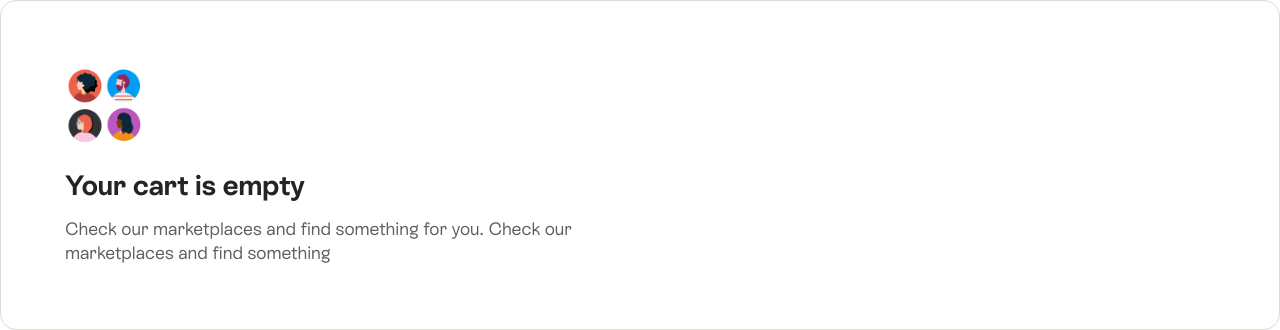 Your cart is empty
Check our marketplaces and find something for you. Check our
marketplaces and find something